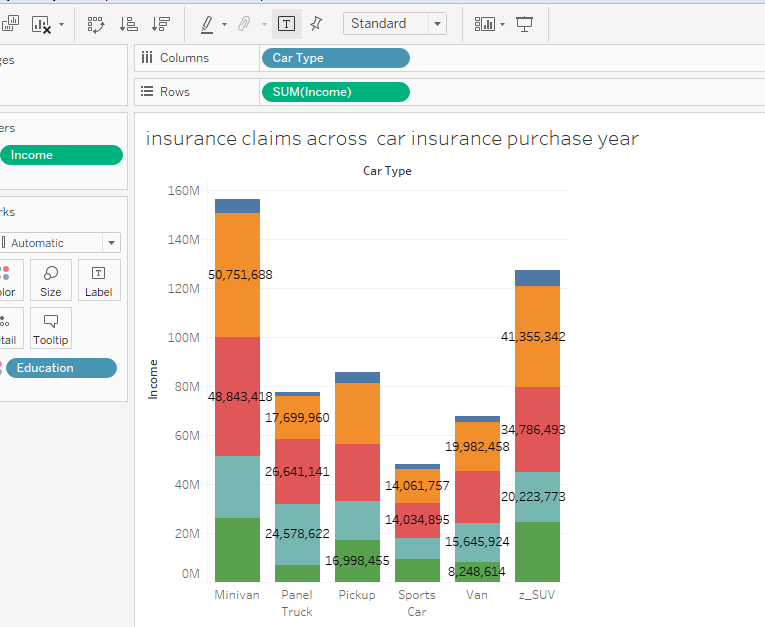 Standard
ges
Columns
Car Type
Rows
SUM(Income)
ers
Income
rks
Automatic
olor
Size
Label
tail
Tooltip
Education
insurance claims across car insurance purchase year
Car Type
160M
140M
120M
100M
80M
60M
40M
20M
0M
Income
50,751,688
48,843,418
17,699,960
26,641,141
24,578,622
16,998,455
14,061,757
14,034,895
19,982,458
15,645,924
8,248,614
41,355,342
34,786,493
20,223,773
Minivan
Panel
Truck
Pickup
Sports
Car
Van
z_SUV